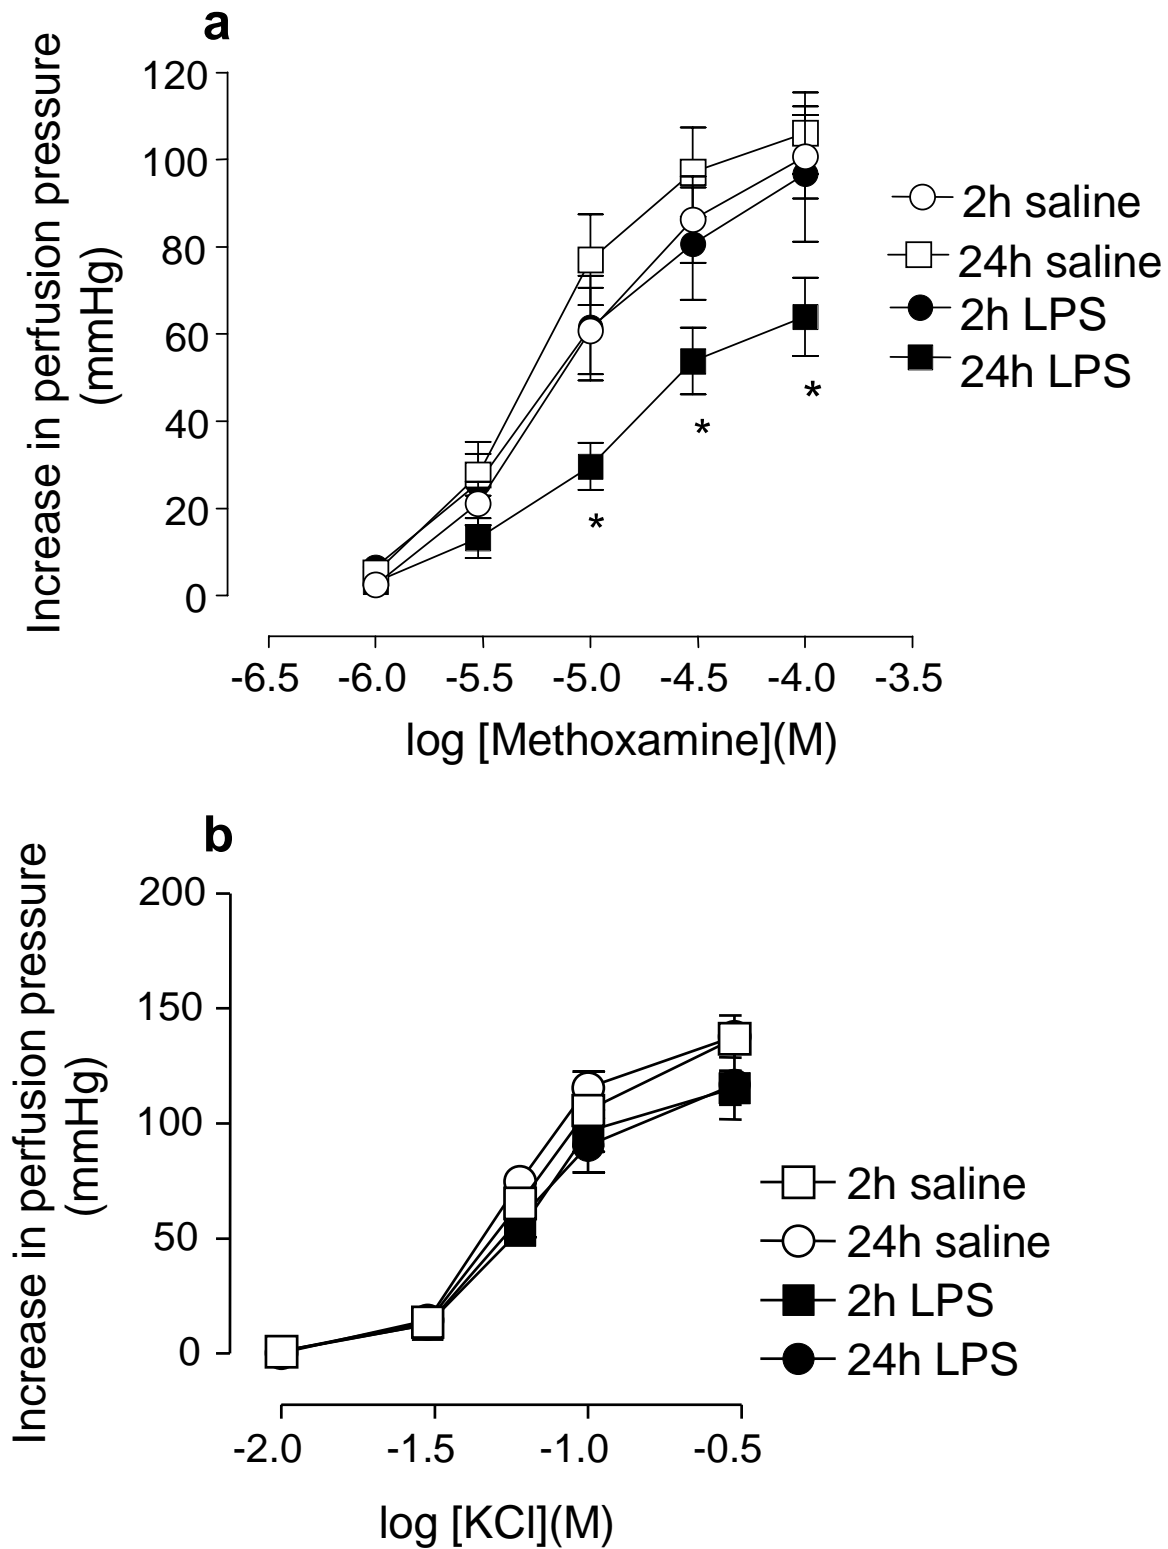 a
Increase in perfusion pressure
(mmHg)
120
100
80
60
40
20
0
2h saline
24h saline
2h LPS
24h LPS
*
*
*
-6.5 -6.0 -5.5 -5.0 -4.5 -4.0 -3.5
log [Methoxamine](M)
b
Increase in perfusion pressure
(mmHg)
200
150
100
50
0
2h saline
24h saline
2h LPS
24h LPS
-2.0 -1.5 -1.0 -0.5
log [KCl](M)